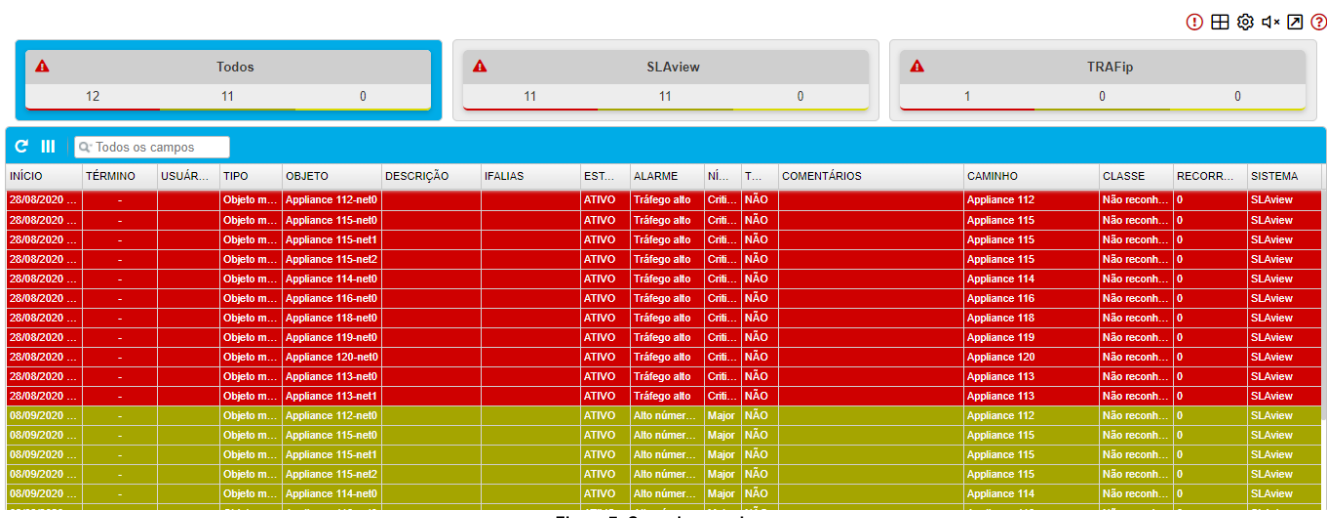 Todos
12 11 0
SLAview
11 11 0
TRAFip
1 0 0
Todos os campos
INÍCIO TÉRMINO USUÁR... TIPO OBJETO DESCRIÇÃO IFALIAS EST... ALARME NÍ... T... COMENTÁRIOS CAMINHO CLASSE RECORR... SISTEMA
28/08/2020 ... - Objeto m... Appliance 112-net0 ATIVO Tráfego alto Criti... NÃO Appliance 112 Não reconh... 0 SLAview
28/08/2020 ... - Objeto m... Appliance 115-net0 ATIVO Tráfego alto Criti... NÃO Appliance 115 Não reconh... 0 SLAview
28/08/2020 ... - Objeto m... Appliance 115-net1 ATIVO Tráfego alto Criti... NÃO Appliance 115 Não reconh... 0 SLAview
28/08/2020 ... - Objeto m... Appliance 115-net2 ATIVO Tráfego alto Criti... NÃO Appliance 115 Não reconh... 0 SLAview
28/08/2020 ... - Objeto m... Appliance 114-net0 ATIVO Tráfego alto Criti... NÃO Appliance 114 Não reconh... 0 SLAview
28/08/2020 ... - Objeto m... Appliance 116-net0 ATIVO Tráfego alto Criti... NÃO Appliance 116 Não reconh... 0 SLAview
28/08/2020 ... - Objeto m... Appliance 118-net0 ATIVO Tráfego alto Criti... NÃO Appliance 118 Não reconh... 0 SLAview
28/08/2020 ... - Objeto m... Appliance 119-net0 ATIVO Tráfego alto Criti... NÃO Appliance 119 Não reconh... 0 SLAview
28/08/2020 ... - Objeto m... Appliance 120-net0 ATIVO Tráfego alto Criti... NÃO Appliance 120 Não reconh... 0 SLAview
28/08/2020 ... - Objeto m... Appliance 113-net0 ATIVO Tráfego alto Criti... NÃO Appliance 113 Não reconh... 0 SLAview
28/08/2020 ... - Objeto m... Appliance 113-net1 ATIVO Tráfego alto Criti... NÃO Appliance 113 Não reconh... 0 SLAview
08/09/2020 ... - Objeto m... Appliance 112-net0 ATIVO Alto númer... Major NÃO Appliance 112 Não reconh... 0 SLAview
08/09/2020 ... - Objeto m... Appliance 115-net0 ATIVO Alto númer... Major NÃO Appliance 115 Não reconh... 0 SLAview
08/09/2020 ... - Objeto m... Appliance 115-net1 ATIVO Alto númer... Major NÃO Appliance 115 Não reconh... 0 SLAview
08/09/2020 ... - Objeto m... Appliance 115-net2 ATIVO Alto númer... Major NÃO Appliance 115 Não reconh... 0 SLAview
08/09/2020 ... - Objeto m... Appliance 114-net0 ATIVO Alto númer... Major NÃO Appliance 114 Não reconh... 0 SLAview